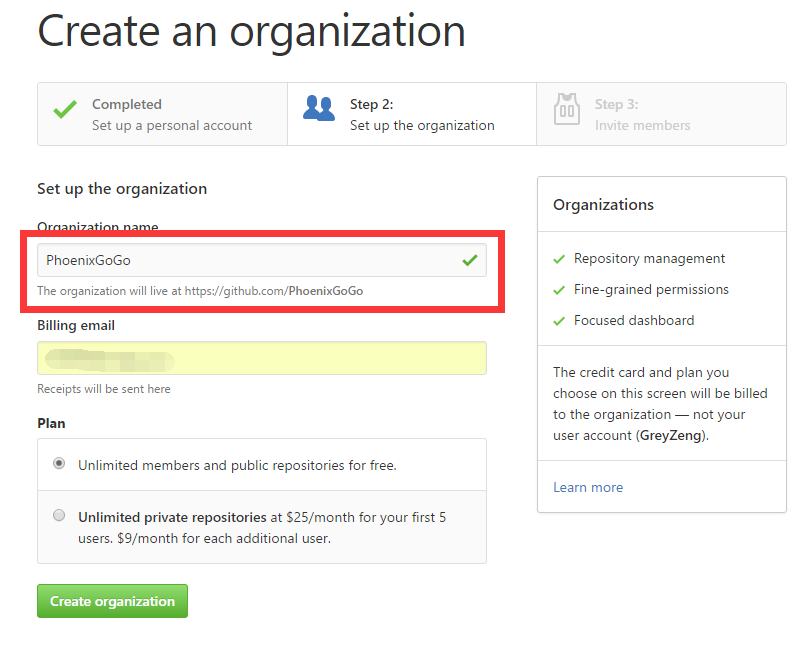 Create an organization
Completed
Set up a personal account
Step 2:
Set up the organization
Step 3:
Invite members
Set up the organization
Organization name
PhoenixGoGo
The organization will live at https://github.com/PhoenixGoGo
Billing email
Receipts will be sent here
Plan
Unlimited members and public repositories for free.
Unlimited private repositories at $25/month for your first 5
users. $9/month for each additional user.
Create organization
Organizations
Repository management
Fine-grained permissions
Focused dashboard
The credit card and plan you
choose on this screen will be billed
to the organization — not your
user account (GreyZeng).
Learn more